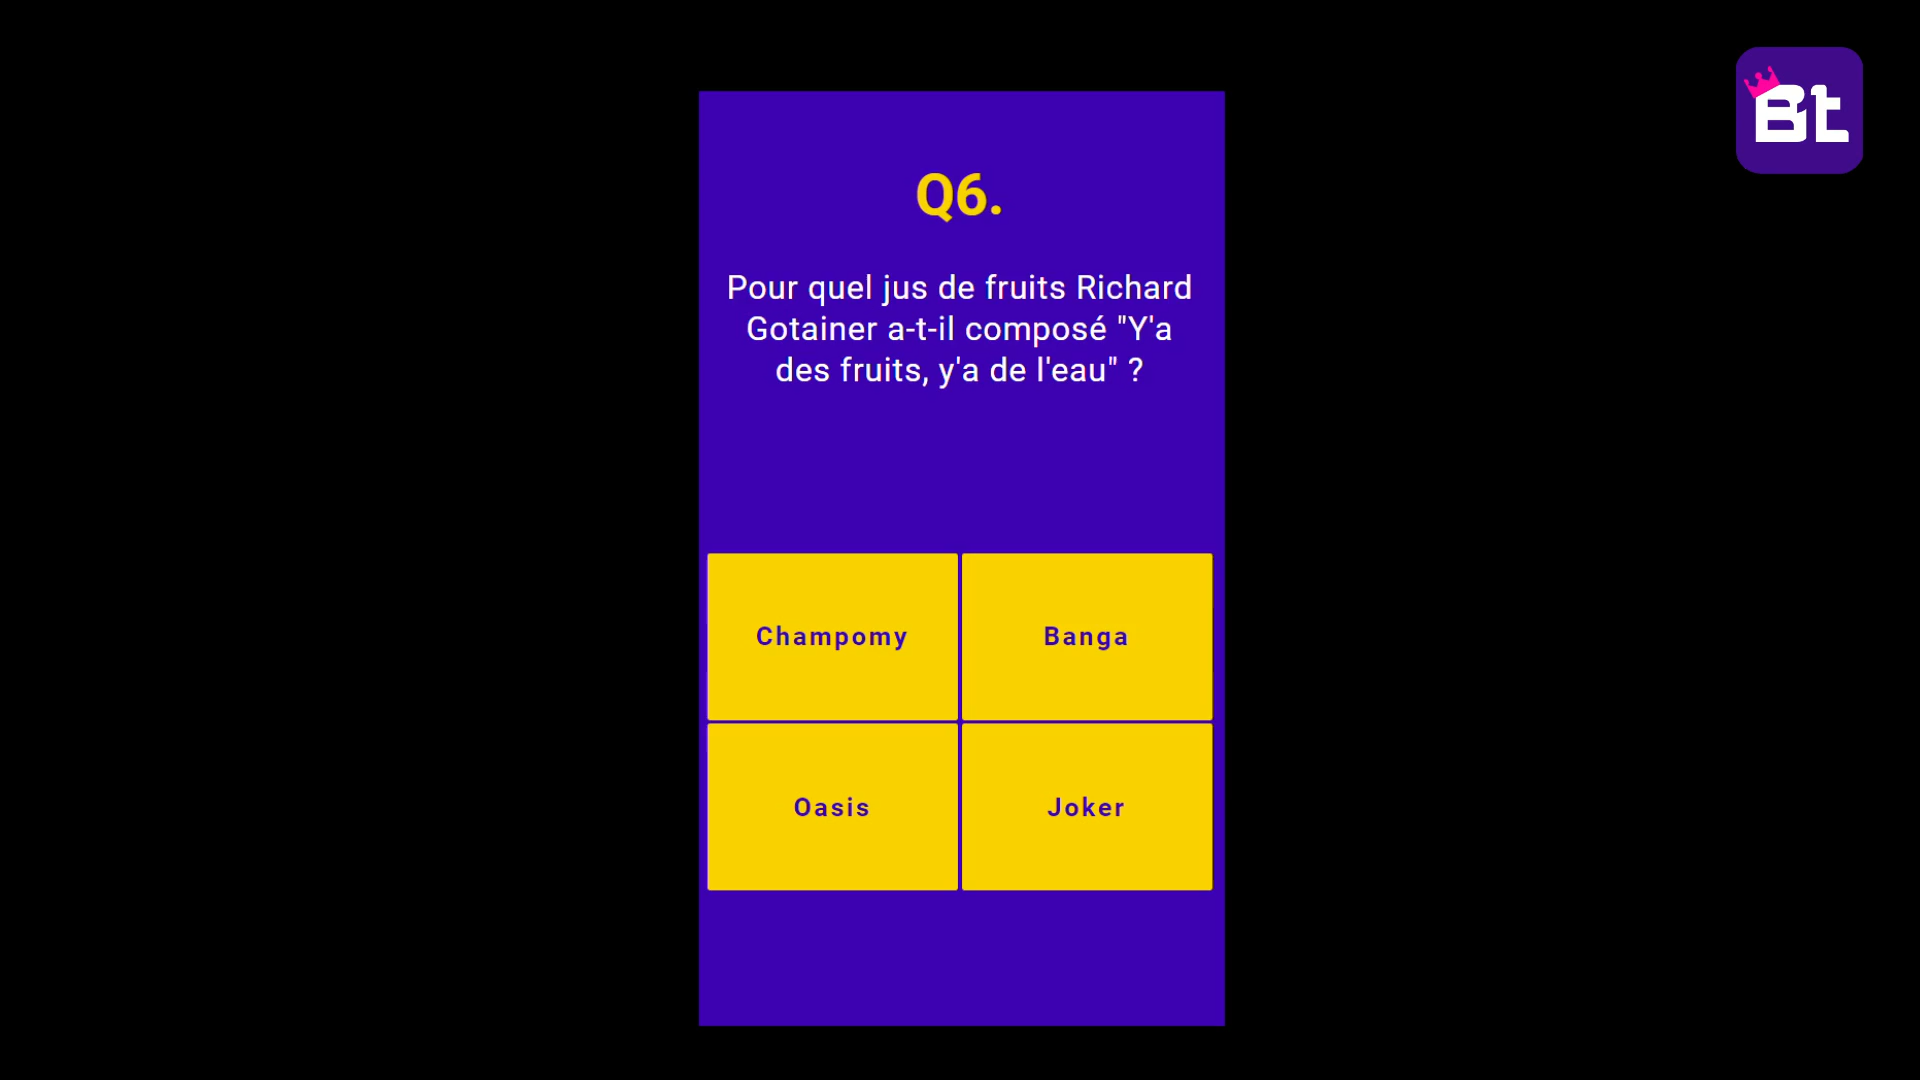 Bt
Q6.
Pour quel jus de fruits Richard
Gotainer a-t-il composé "Y'a
des fruits, y'a de l'eau" ?
Champomy
Banga
Oasis
Joker